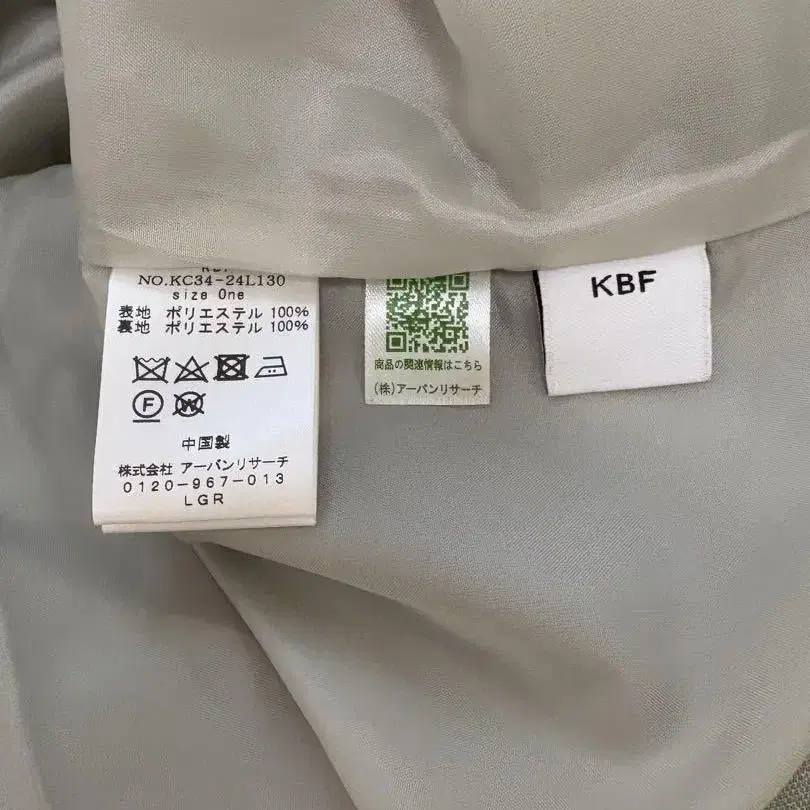 NO.KC34-24L130
size One
表地 ポリエステル 100%
裏地 ポリエステル 100%
F
W
中国製
株式会社 アーバンリサーチ
0120-967-013
LGR
商品の関連情報はこちら
(株)アーバンリサーチ
KBF